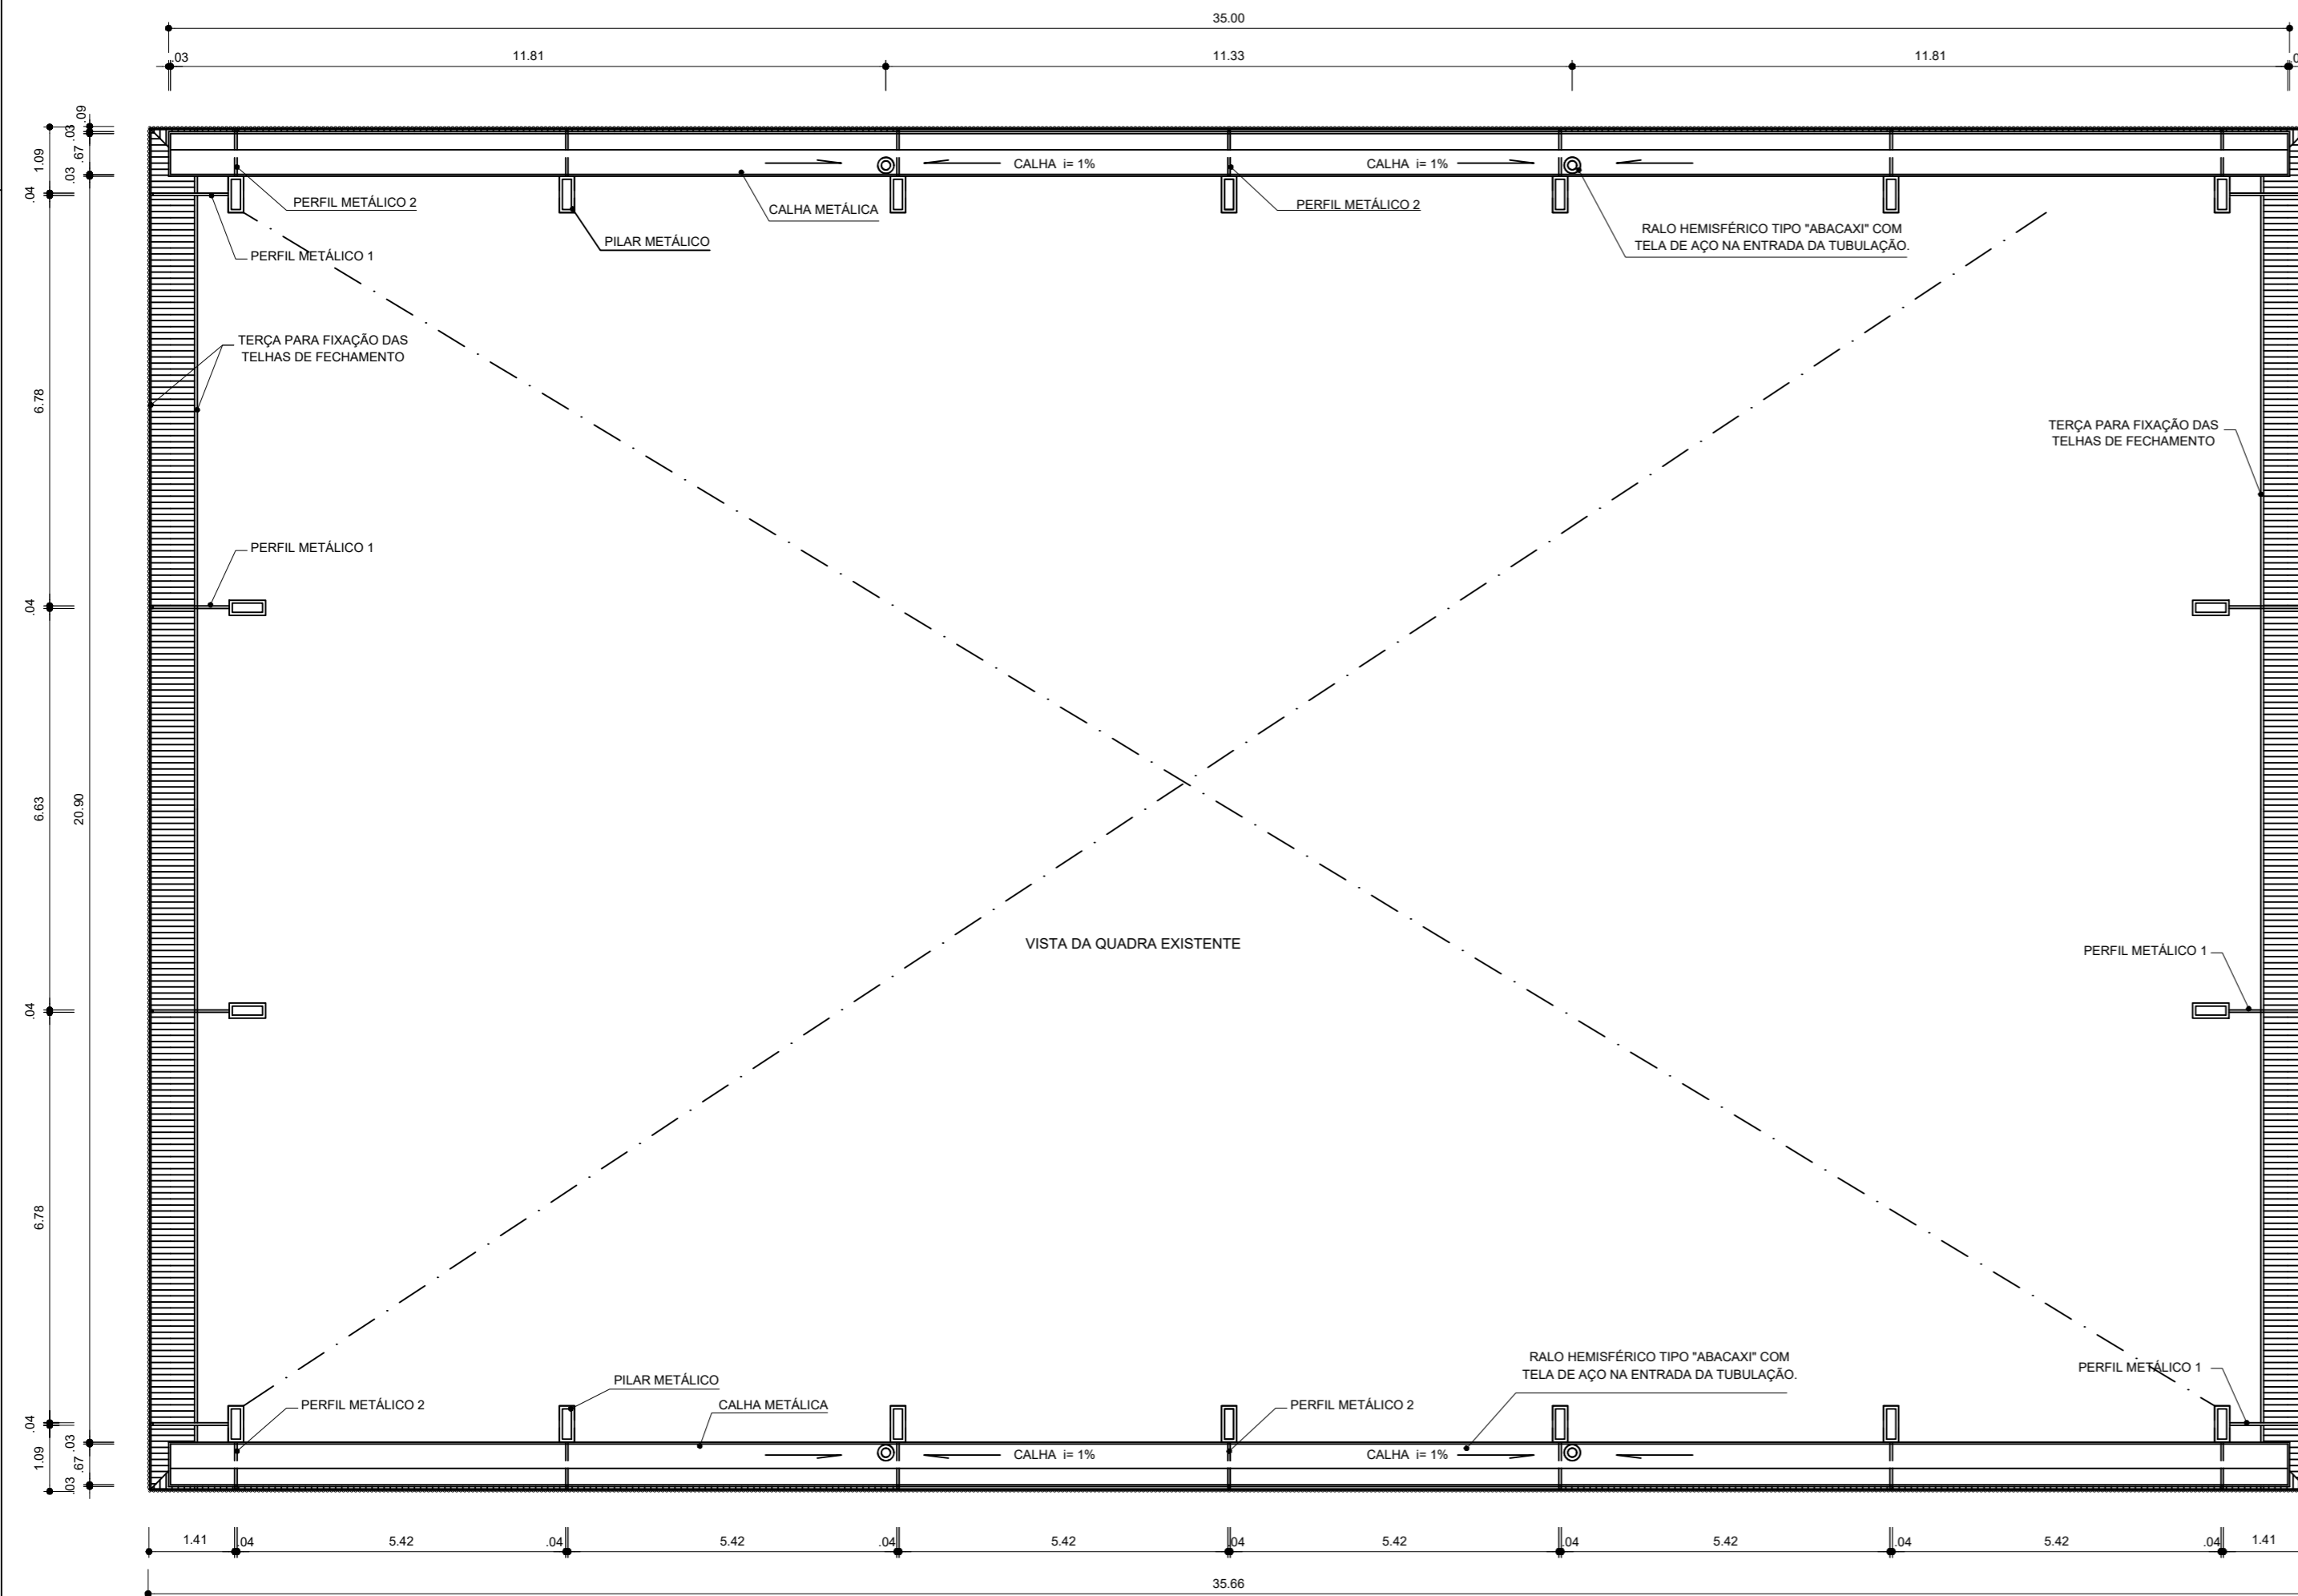 35.00
.03
11.81
11.33
11.81
.09
.03
.67
.03
1.09
.04
CALHA i= 1%
CALHA i= 1%
PERFIL METÁLICO 2
CALHA METÁLICA
PERFIL METÁLICO 2
PILAR METÁLICO
RALO HEMISFÉRICO TIPO "ABACAXI" COM
TELA DE AÇO NA ENTRADA DA TUBULAÇÃO.
PERFIL METÁLICO 1
TERÇA PARA FIXAÇÃO DAS
TELHAS DE FECHAMENTO
6.78
TERÇA PARA FIXAÇÃO DAS
TELHAS DE FECHAMENTO
PERFIL METÁLICO 1
.04
6.63
20.90
VISTA DA QUADRA EXISTENTE
PERFIL METÁLICO 1
.04
6.78
RALO HEMISFÉRICO TIPO "ABACAXI" COM
TELA DE AÇO NA ENTRADA DA TUBULAÇÃO.
PERFIL METÁLICO 1
PILAR METÁLICO
PERFIL METÁLICO 2
CALHA METÁLICA
PERFIL METÁLICO 2
.04
1.09
.03
.67
.03
CALHA i= 1%
CALHA i= 1%
1.41
.04
5.42
.04
5.42
.04
5.42
.04
5.42
.04
5.42
.04
5.42
.04
1.41
35.66